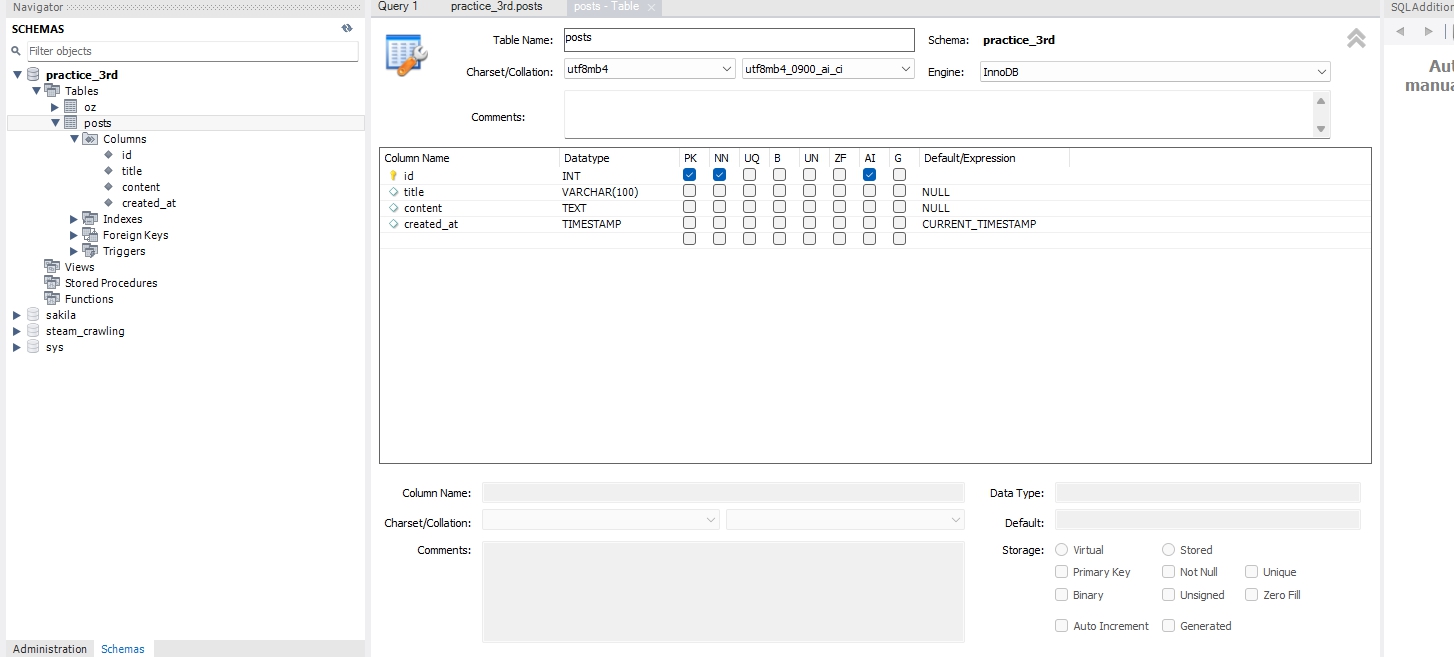 Navigator
SCHEMAS
Filter objects
practice_3rd
Tables
oz
posts
Columns
id
title
content
created_at
Indexes
Foreign Keys
Triggers
Views
Stored Procedures
Functions
sakila
steam_crawling
sys
Administration Schemas
Query 1 practice_3rd.posts posts - Table
Table Name: posts Schema: practice_3rd
Charset/Collation: utf8mb4 utf8mb4_0900_ai_ci Engine: InnoDB
Comments:
Column Name Datatype PK NN UQ B UN ZF AI G Default/Expression
id INT
title VARCHAR(100) NULL
content TEXT NULL
created_at TIMESTAMP CURRENT_TIMESTAMP
Column Name: Data Type:
Charset/Collation: Default:
Comments: Storage: Virtual Stored
Primary Key Not Null Unique
Binary Unsigned Zero Fill
Auto Increment Generated
SQLAddition
Aut
manua